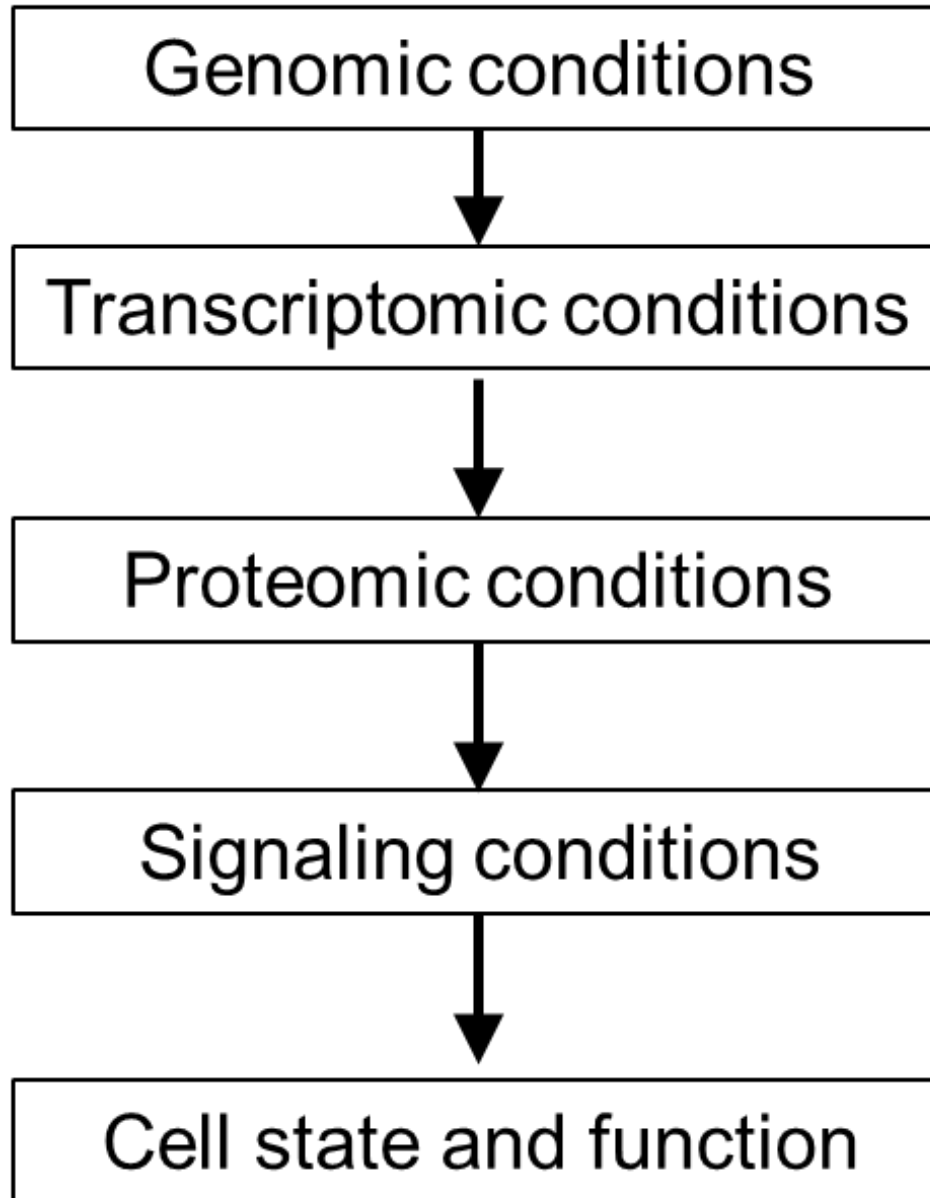 Genomic conditions
Transcriptomic conditions
Proteomic conditions
Signaling conditions
Cell state and function